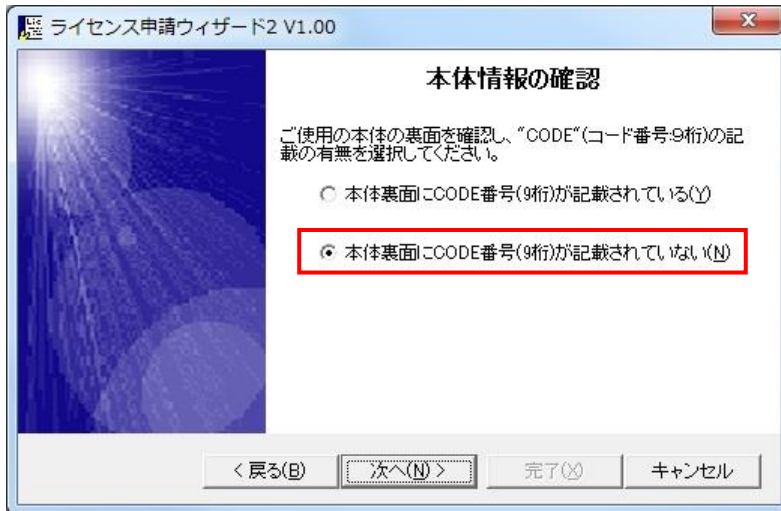 ライセンス申請ウィザード2 V1.00
本体情報の確認
ご使用の本体の裏面を確認し、"CODE"(コード番号:9桁)の記
載の有無を選択してください。
本体裏面にCODE番号(9桁)が記載されている(Y)
本体裏面にCODE番号(9桁)が記載されていない(N)
< 戻る(B) 次へ(N) > 完了(X) キャンセル